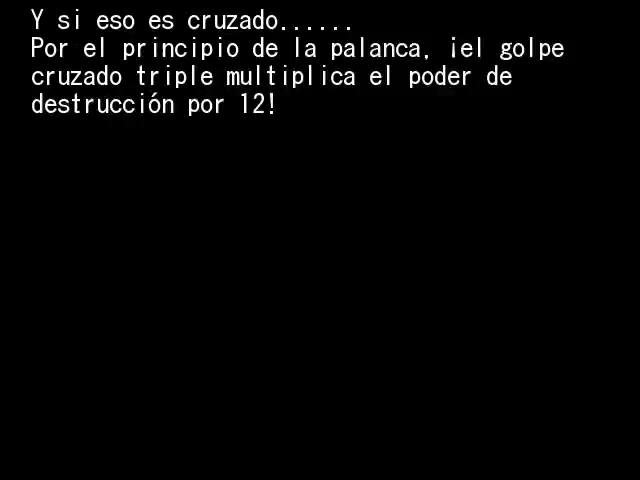 Y si eso es cruzado......
Por el principio de la palanca, ¡el golpe
cruzado triple multiplica el poder de
destrucción por 12!